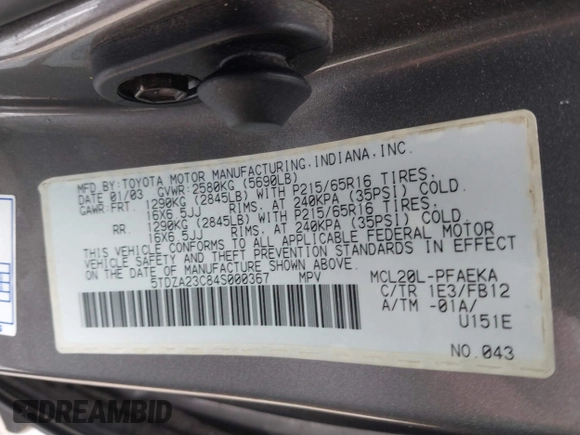 MFD.BY:TOYOTA MOTOR MANUFACTURING,INDIANA,INC.
DATE 01/03 GVWR:2580KG (5690LB)
GAWR:FRT. 1290KG (2845LB) WITH P215/65R16 TIRES,
16X6.5JJ RIMS, AT 240KPA (35PSI) COLD.
RR. 1290KG (2845LB) WITH P215/65R16 TIRES,
16X6.5JJ RIMS, AT 240KPA (35PSI) COLD.
THIS VEHICLE CONFORMS TO ALL APPLICABLE FEDERAL MOTOR
VEHICLE SAFETY AND THEFT PREVENTION STANDARDS IN EFFECT
ON THE DATE OF MANUFACTURE SHOWN ABOVE.
5TDZA23C84S000367 MPV MCL20L-PFAEKA
C/TR 1E3/FB12
A/TM -01A/
U151E
NO.043
DREAMBID